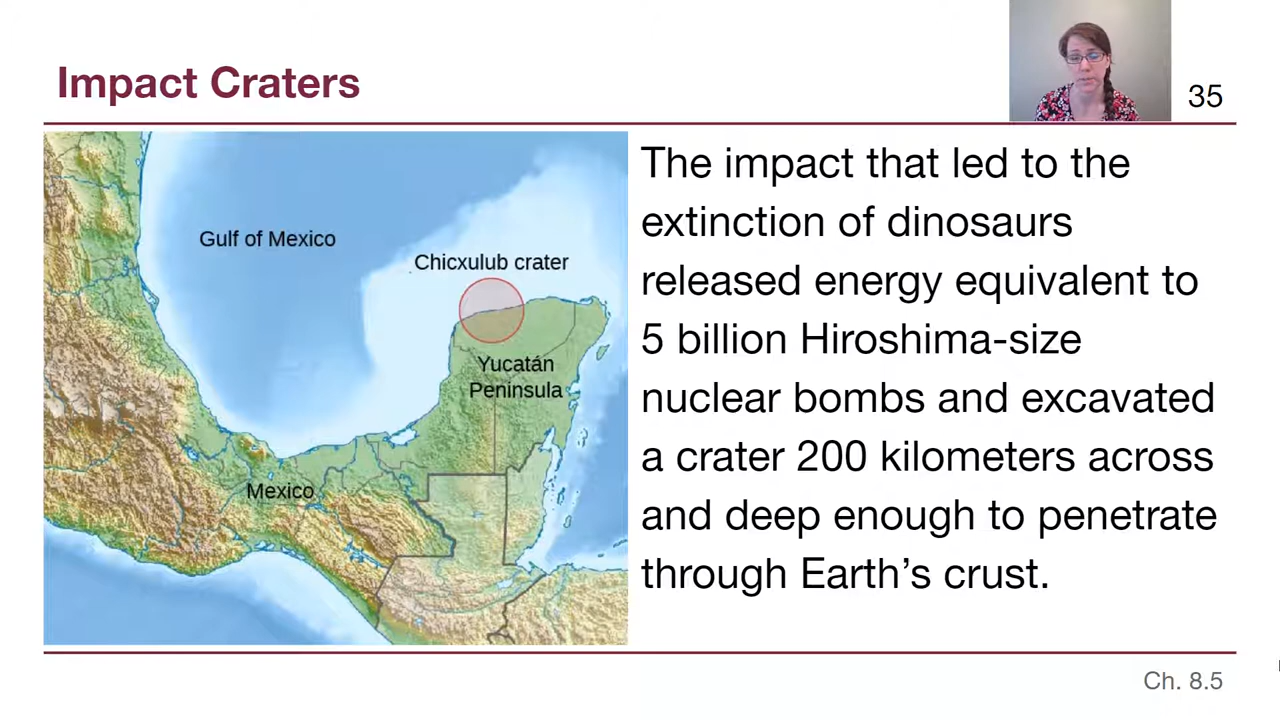 Impact Craters
35
Gulf of Mexico
Chicxulub crater
Yucatán
Peninsula
Mexico
The impact that led to the
extinction of dinosaurs
released energy equivalent to
5 billion Hiroshima-size
nuclear bombs and excavated
a crater 200 kilometers across
and deep enough to penetrate
through Earth’s crust.
Ch. 8.5